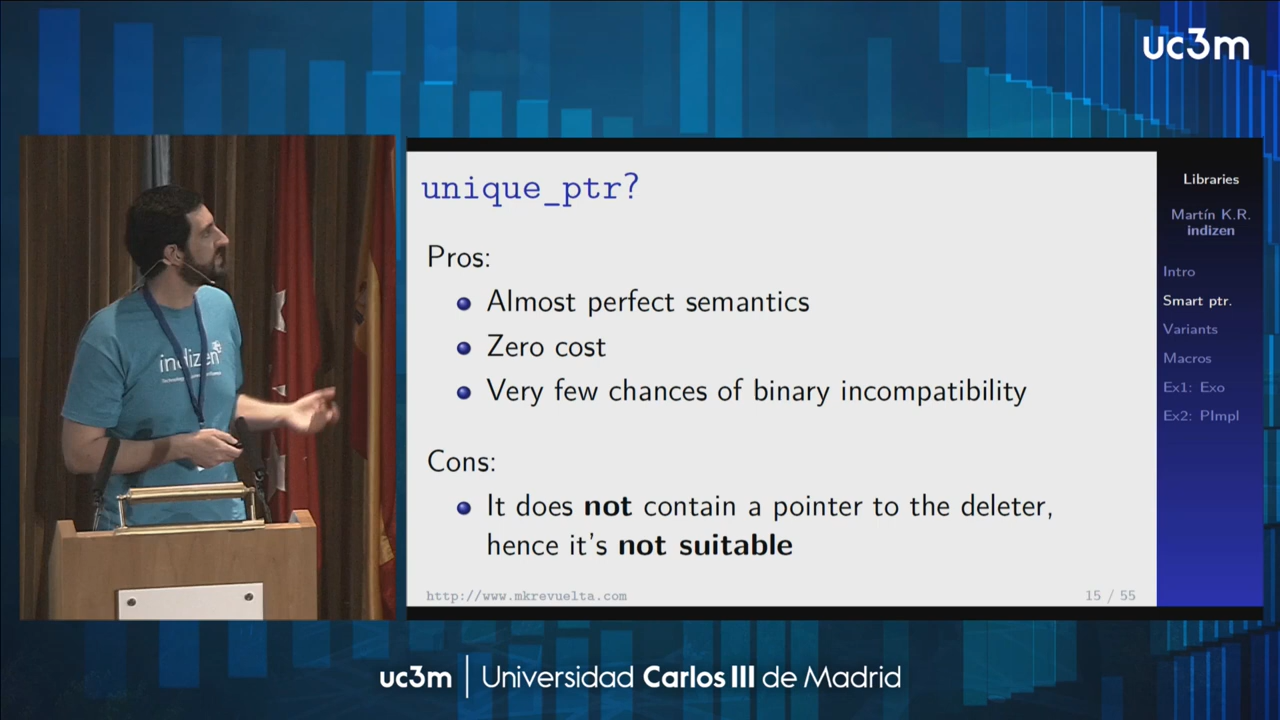 uc3m
unique_ptr?
Pros:
Almost perfect semantics
Zero cost
Very few chances of binary incompatibility
Cons:
It does not contain a pointer to the deleter,
hence it's not suitable
http://www.mkrevuelta.com
15 / 55
Libraries
Martín K.R.
indizen
Intro
Smart ptr.
Variants
Macros
Ex1: Exo
Ex2: PImpl
indizen
uc3m | Universidad Carlos III de Madrid